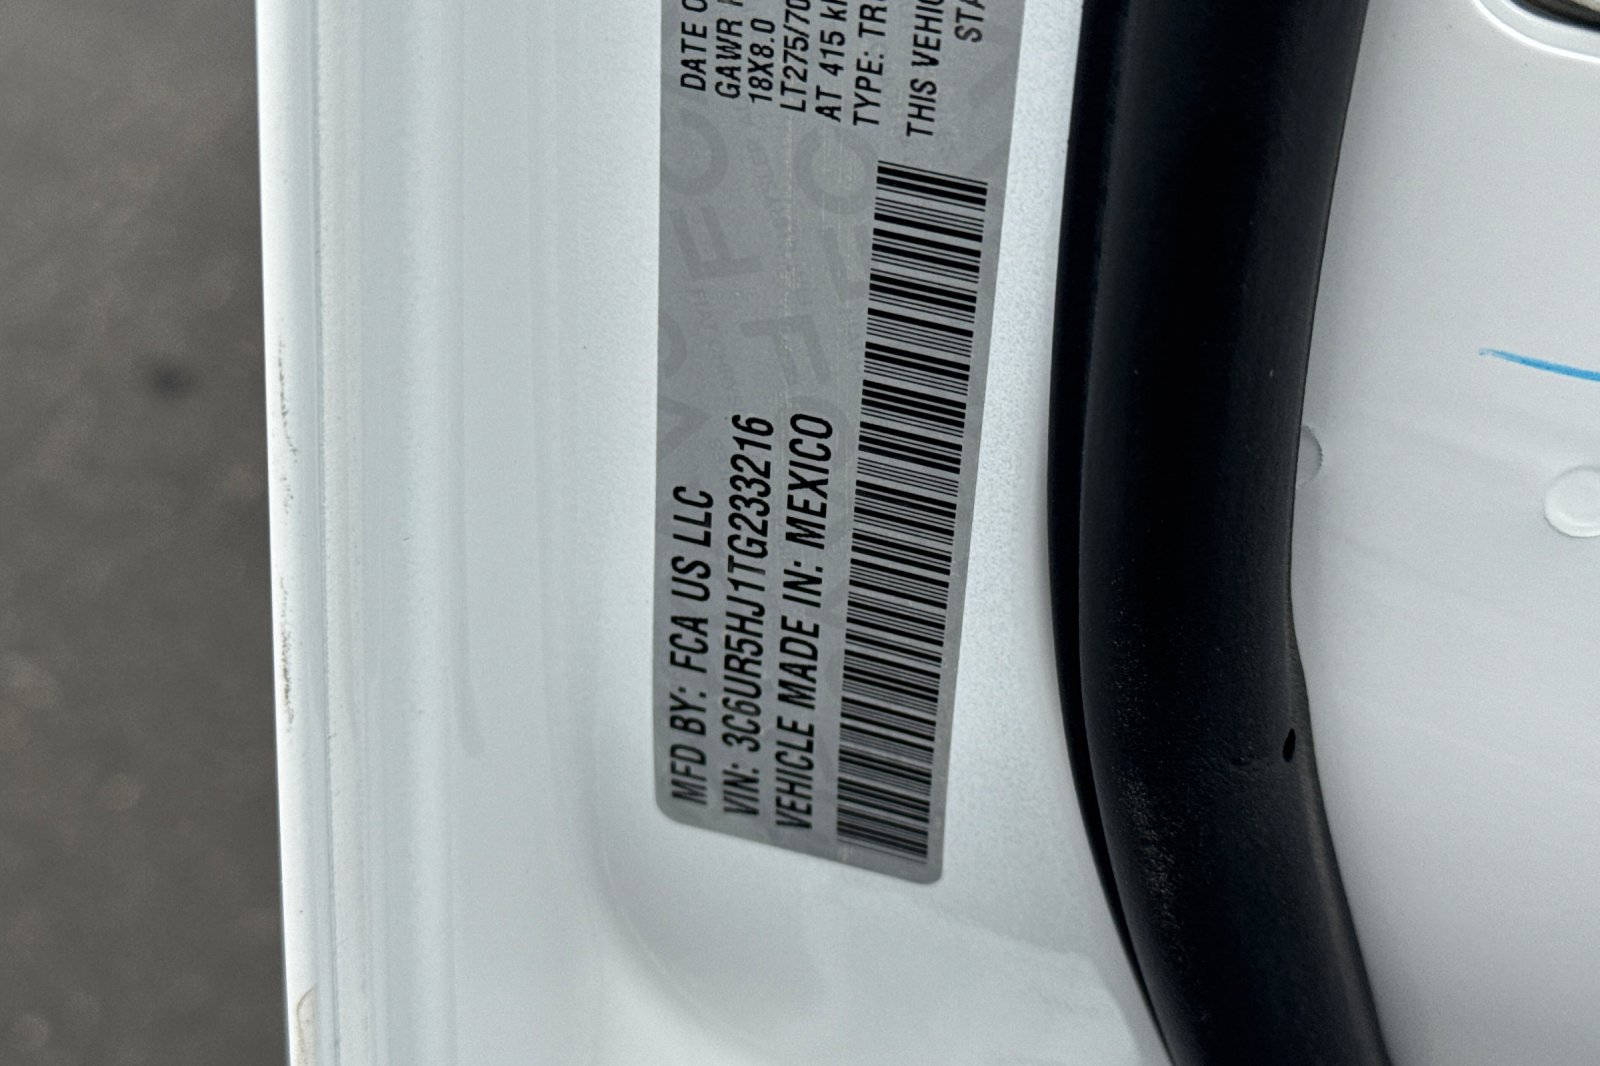 MFD BY: FCA US LLC
DATE O
VIN: 3C6UR5HJ1TG233216
GAWR
VEHICLE MADE IN: MEXICO
18X8.0
LT275/70
AT 415
TYPE:
THIS VEHIC
STA